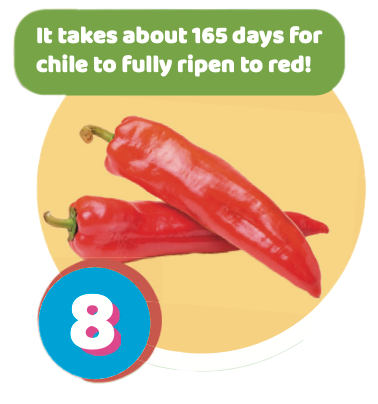 It takes about 165 days for
chile to fully ripen to red!
8